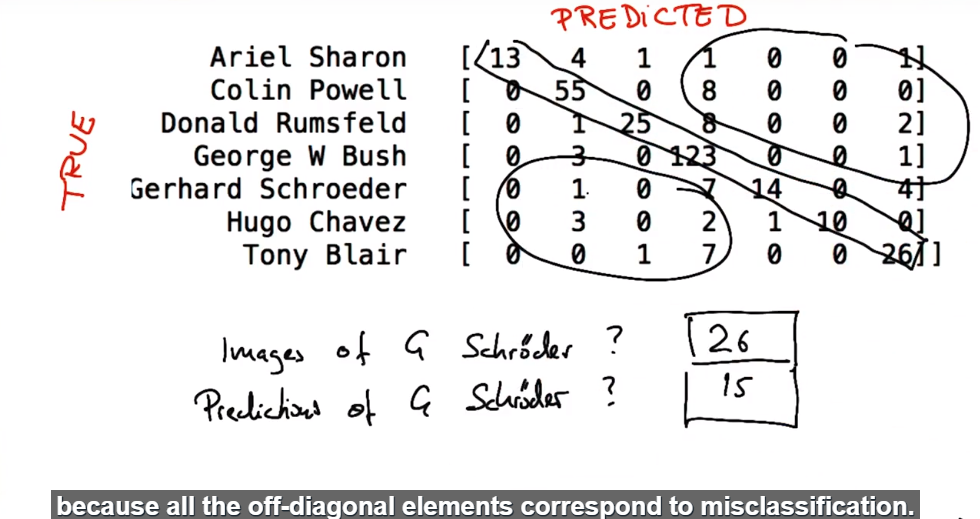 PREDICTED
TRUE
Ariel Sharon [[13 4 1 1 0 0 1]
Colin Powell [ 0 55 0 8 0 0 0]
Donald Rumsfeld [ 0 1 25 8 0 0 2]
George W Bush [ 0 3 0 123 0 0 1]
Gerhard Schroeder [ 0 1 0 7 14 0 4]
Hugo Chavez [ 0 3 0 2 1 10 0]
Tony Blair [ 0 0 1 7 0 0 26]]
Images of G Schröder ? 26
Predictions of G Schröder ? 15
because all the off-diagonal elements correspond to misclassification.